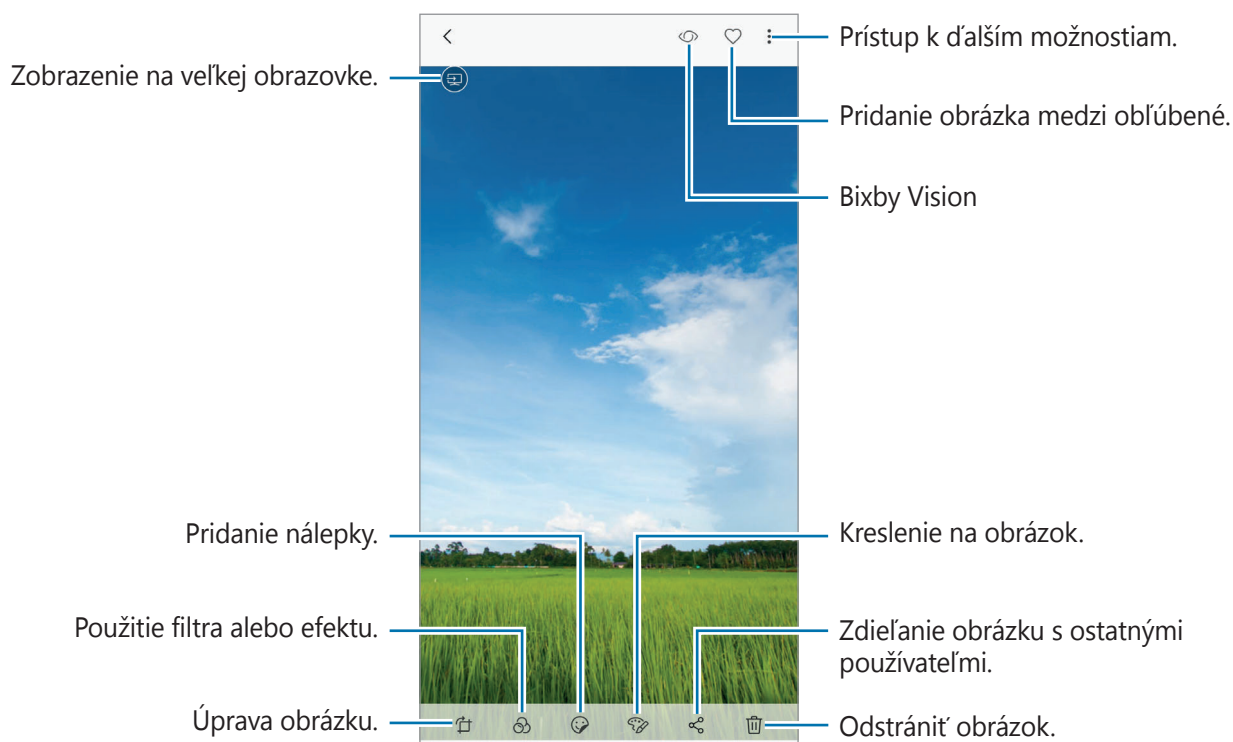 Prístup k ďalším možnostiam.
Zobrazenie na veľkej obrazovke.
Pridanie obrázka medzi obľúbené.
Bixby Vision
Pridanie nálepky.
Kreslenie na obrázok.
Použitie filtra alebo efektu.
Zdieľanie obrázku s ostatnými
používateľmi.
Úprava obrázku.
Odstrániť obrázok.